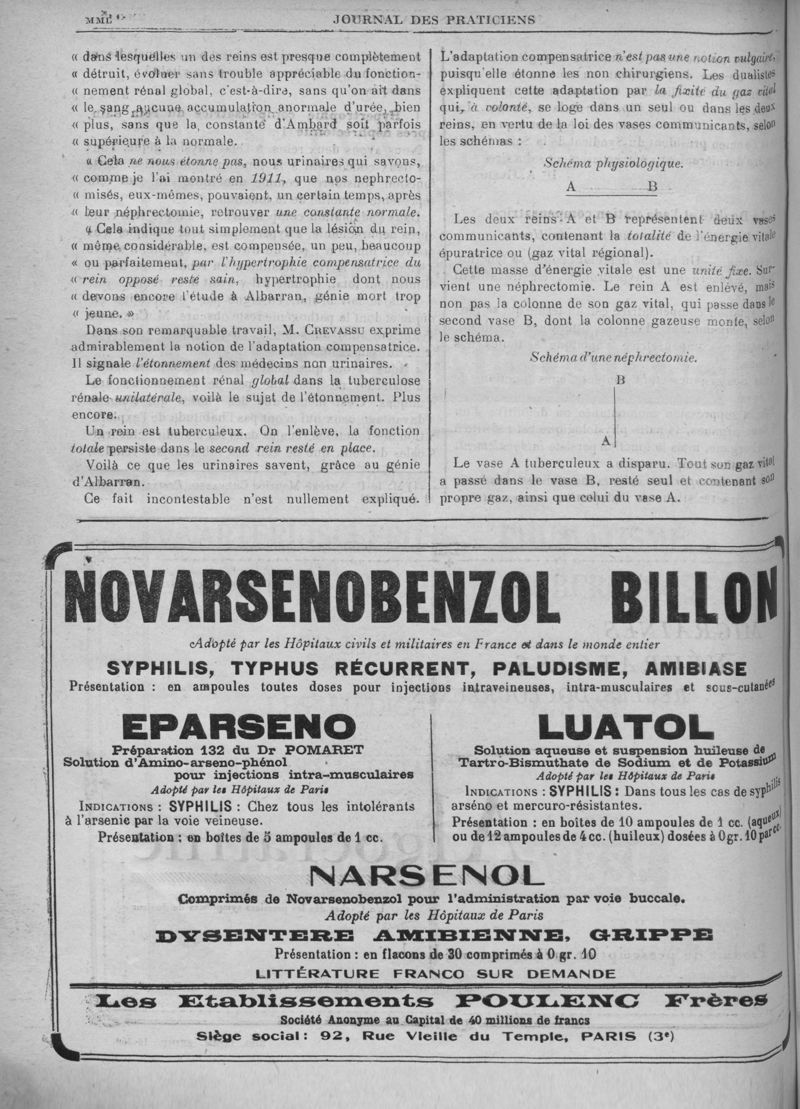 JOURNAL DES PRATICIENS
« dans lesquelles un des reins est presque complètement
« détruit, évoluer sans trouble appréciable du fonction-
« nement rénal global, c'est-à-dire, sans qu'on ait dans
« le sang aucune accumulation anormale d'urée, bien
« plus, sans que la constante d'Ambard soit parfois
« supérieure à la normale.
« Cela ne nous étonne pas, nous urinaires qui savons,
« comme je l'ai montré en 1911, que nos néphrecto-
« misés, eux-mêmes, pouvaient, un certain temps, après
« leur néphrectomie, retrouver une constante normale.
« Cela indique tout simplement que la lésion du rein,
« même considérable, est compensée, un peu, beaucoup
« ou parfaitement, par l'hypertrophie compensatrice du
« rein opposé resté sain, hypertrophie dont nous
« devons encore l'étude à Albarran, génie mort trop
« jeune. »
Dans son remarquable travail, M. CHEVASSU exprime
admirablement la notion de l'adaptation compensatrice.
Il signale l'étonnement des médecins non urinaires.
Le fonctionnement rénal global dans la tuberculose
rénale unilatérale, voilà le sujet de l'étonnement. Plus
encore.
Un rein est tuberculeux. On l'enlève, la fonction
totale persiste dans le second rein resté en place.
Voilà ce que les urinaires savent, grâce au génie
d'Albarran.
Ce fait incontestable n'est nullement expliqué.
L'adaptation compensatrice n'est pas une notion vulgaire,
puisqu'elle étonne les non chirurgiens. Les dualistes
expliquent cette adaptation par la fixité du gaz vital
qui, à volonté, se loge dans un seul ou dans les deux
reins, en vertu de la loi des vases communicants, selon
les schémas :
Schéma physiologique.
A B
Les deux reins A et B représentent deux vases
communicants, contenant la totalité de l'énergie vitale
épuratrice ou (gaz vital régional).
Cette masse d'énergie vitale est une unité fixe. Sur-
vient une néphrectomie. Le rein A est enlevé, mais
non pas la colonne de son gaz vital, qui passe dans le
second vase B, dont la colonne gazeuse monte, selon
le schéma.
Schéma d'une néphrectomie.
B
A
Le vase A tuberculeux a disparu. Tout son gaz vital
a passé dans le vase B, resté seul et contenant son
propre gaz, ainsi que celui du vase A.
NOVARSENOBENZOL BILLON
Adopté par les Hôpitaux civils et militaires en France et dans le monde entier
SYPHILIS, TYPHUS RÉCURRENT, PALUDISME, AMIBIASE
Présentation : en ampoules toutes doses pour injections intraveineuses, intra-musculaires et sous-cutanées
EPARSENO
Préparation 132 du Dr POMARET
Solution d'Amino-arseno-phénol
pour injections intra-musculaires
Adopté par les Hôpitaux de Paris
INDICATIONS : SYPHILIS : Chez tous les intolérants
à l'arsenic par la voie veineuse.
Présentation : en boîtes de 5 ampoules de 1 cc.
LUATOL
Solution aqueuse et suspension huileuse de
Tartro-Bismuthate de Sodium et de Potassium
Adopté par les Hôpitaux de Paris
INDICATIONS : SYPHILIS : Dans tous les cas de syphilis
arséno et mercuro-résistantes.
Présentation : en boîtes de 10 ampoules de 1 cc. (aqueux)
ou de 12 ampoules de 4 cc. (huileux) dosées à 0 gr. 10 par cc.
NARSENOL
Comprimés de Novarsenobenzol pour l'administration par voie buccale.
Adopté par les Hôpitaux de Paris
DYSENTERE AMIBIENNE, GRIPPE
Présentation : en flacons de 30 comprimés à 0 gr. 10
LITTÉRATURE FRANCO SUR DEMANDE
Les Etablissements POULENC Frères
Société Anonyme au Capital de 40 millions de francs
Siège social : 92, Rue Vieille du Temple, PARIS (3e)